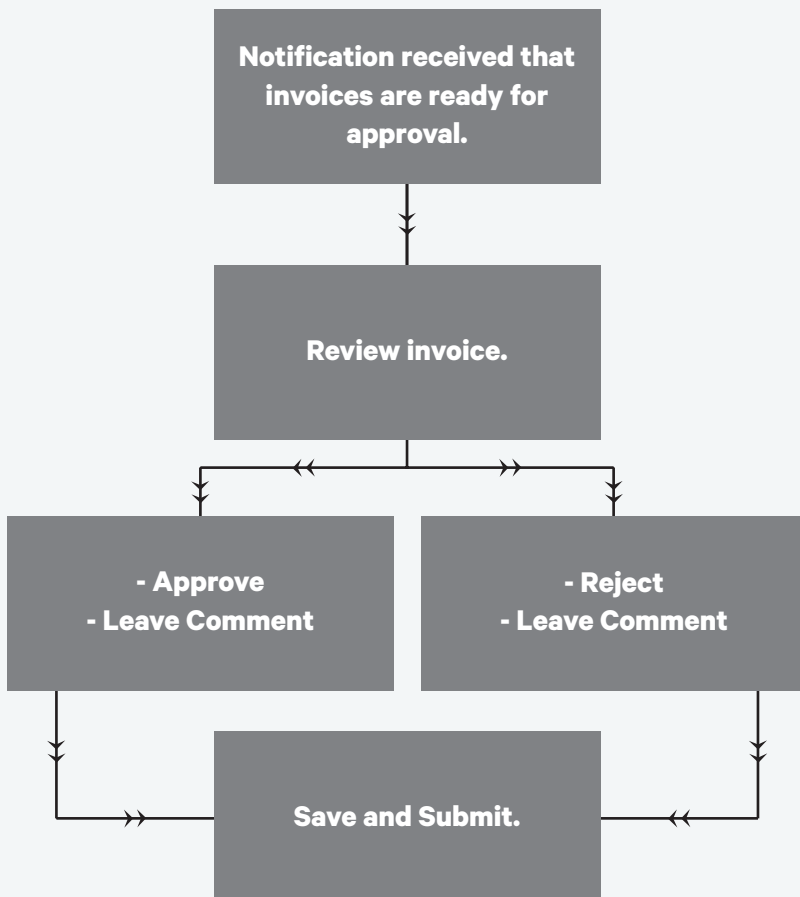 Notification received that
invoices are ready for
approval.
Review invoice.
- Approve
- Leave Comment
- Reject
- Leave Comment
Save and Submit.